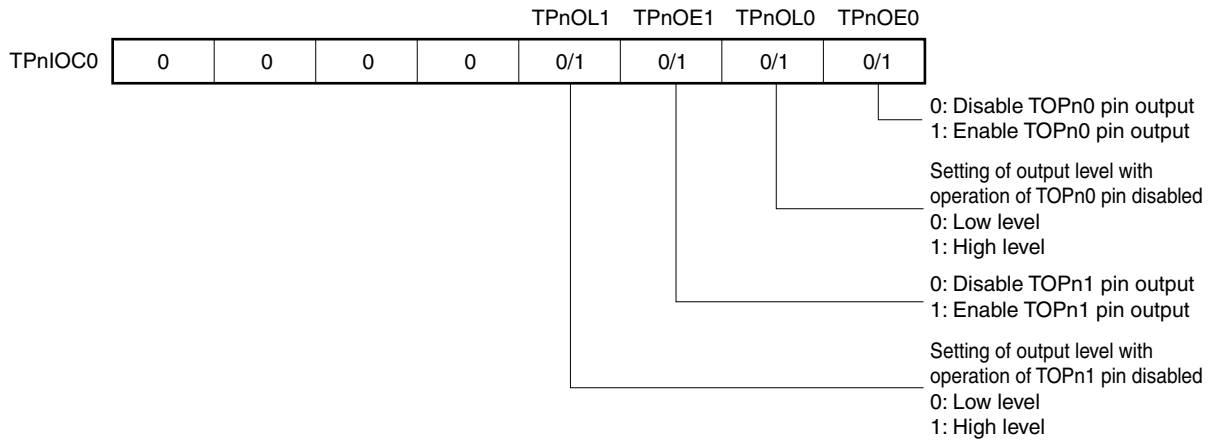 TPnOL1 TPnOE1 TPnOL0 TPnOE0
TPnIOC0 0 0 0 0 0/1 0/1 0/1 0/1
0: Disable TOPn0 pin output
1: Enable TOPn0 pin output
Setting of output level with
operation of TOPn0 pin disabled
0: Low level
1: High level
0: Disable TOPn1 pin output
1: Enable TOPn1 pin output
Setting of output level with
operation of TOPn1 pin disabled
0: Low level
1: High level